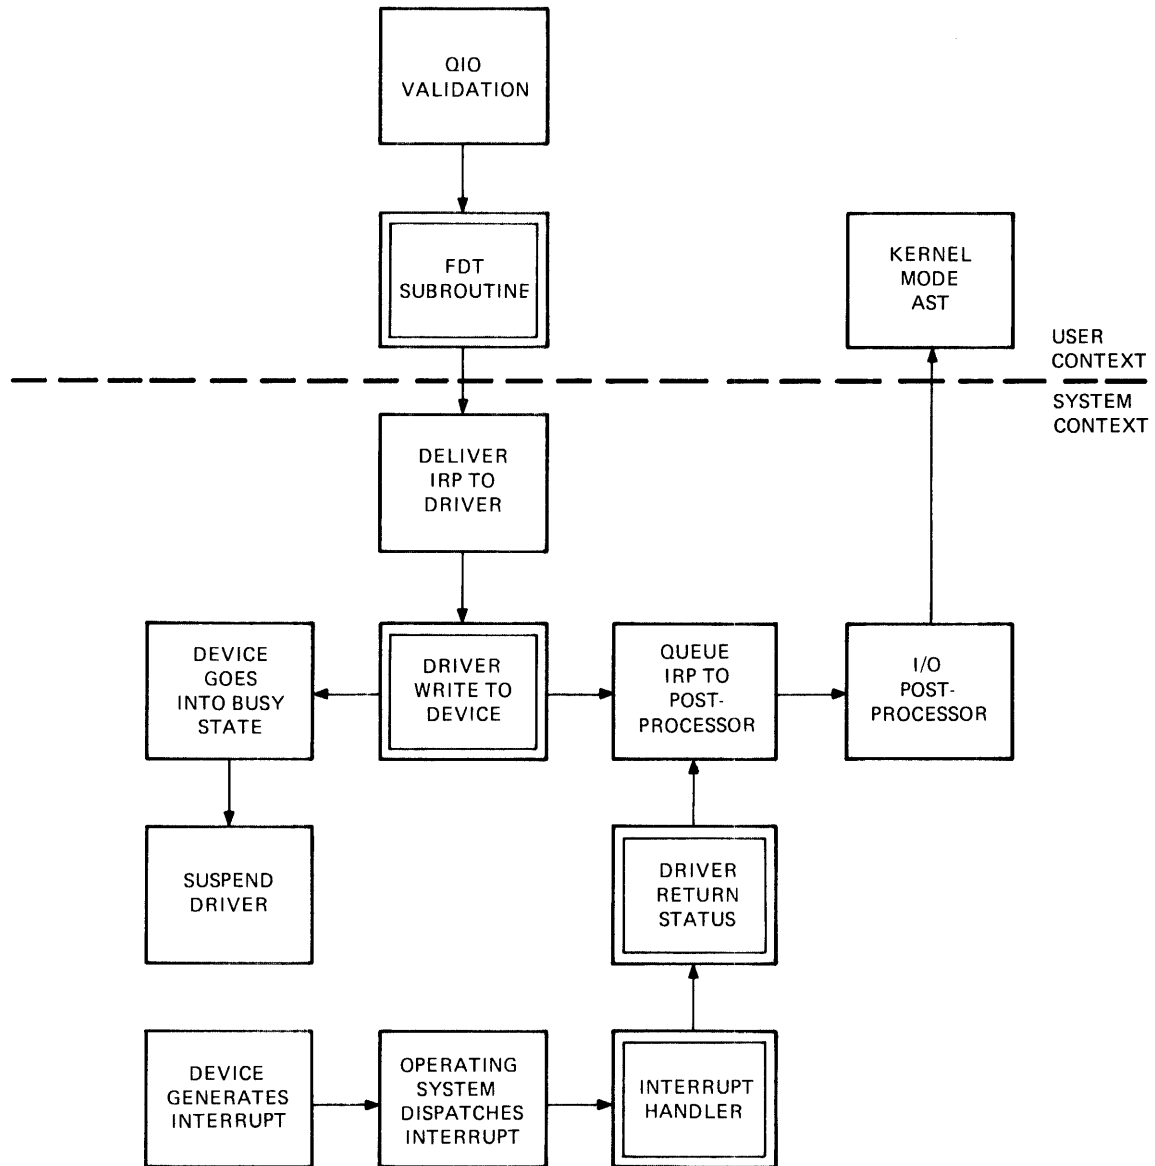 QIO
VALIDATION
FDT
SUBROUTINE
KERNEL
MODE
AST
USER
CONTEXT
SYSTEM
CONTEXT
DELIVER
IRP TO
DRIVER
DEVICE
GOES
INTO BUSY
STATE
DRIVER
WRITE TO
DEVICE
QUEUE
IRP TO
POST-
PROCESSOR
I/O
POST-
PROCESSOR
SUSPEND
DRIVER
DRIVER
RETURN
STATUS
DEVICE
GENERATES
INTERRUPT
OPERATING
SYSTEM
DISPATCHES
INTERRUPT
INTERRUPT
HANDLER